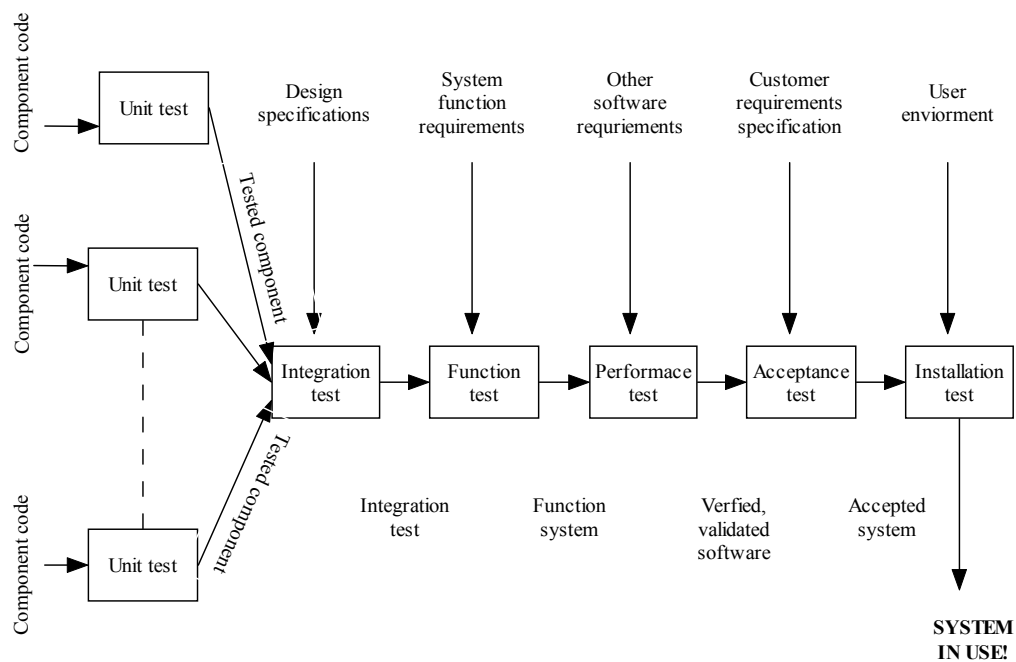 Component code
Unit test
Design
specifications
System
function
requirements
Other
software
requriements
Customer
requirements
specification
User
enviorment
Component code
Unit test
Tested component
Integration
test
Function
test
Performace
test
Acceptance
test
Installation
test
Tested component
Integration
test
Function
system
Verfied,
validated
software
Accepted
system
Component code
Unit test
SYSTEM
IN USE!